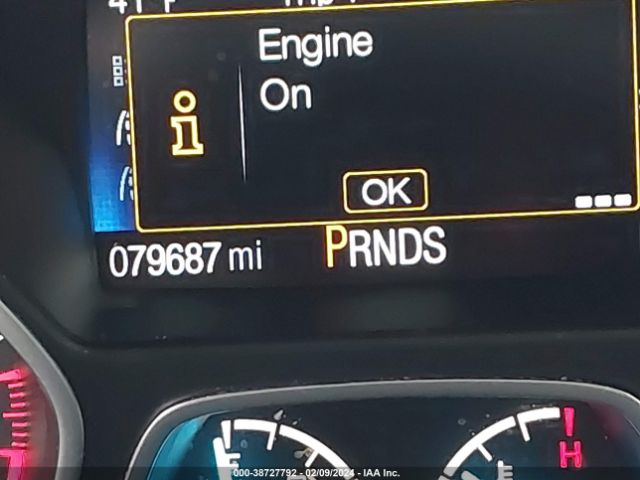 Engine
On
i
OK
079687 mi PRNDS
H
000-38727792 - 02/09/2024 - IAA Inc.